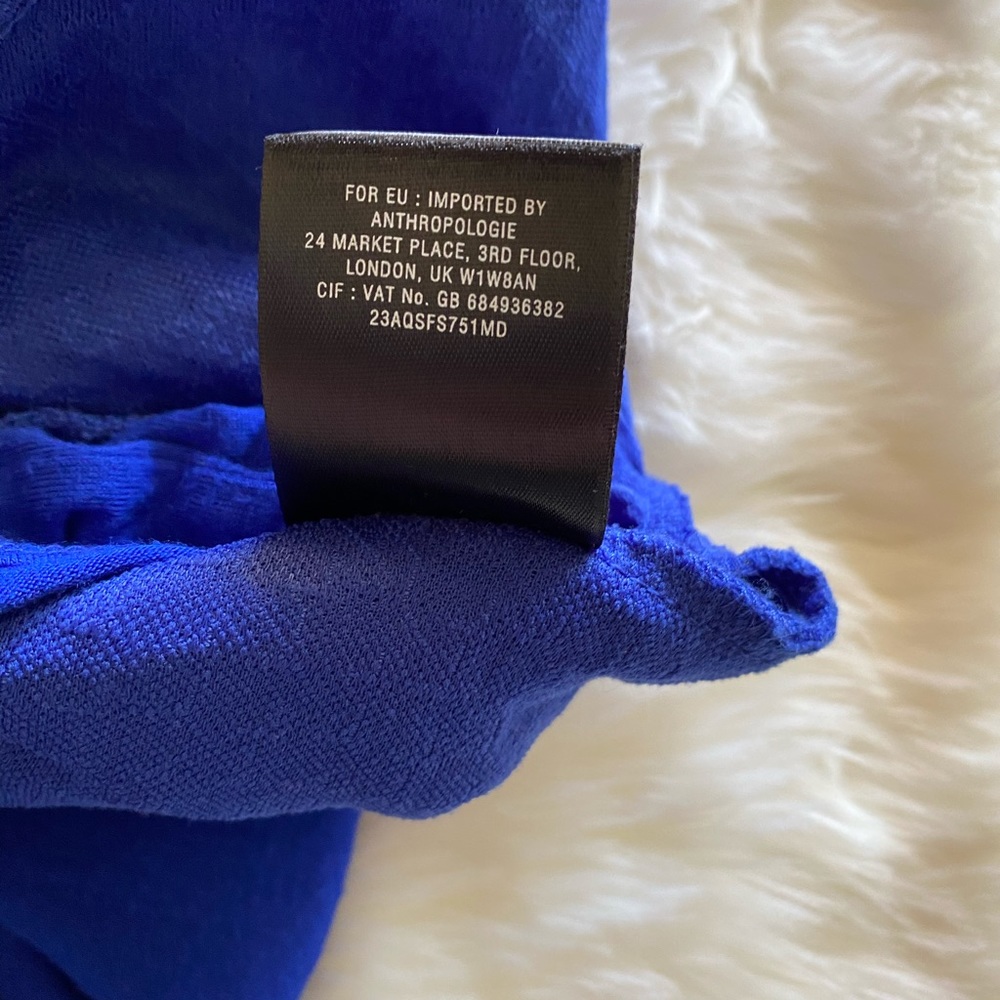 FOR EU : IMPORTED BY
ANTHROPOLOGIE
24 MARKET PLACE, 3RD FLOOR,
LONDON, UK W1W8AN
CIF : VAT No. GB 684936382
23AQSFS751MD